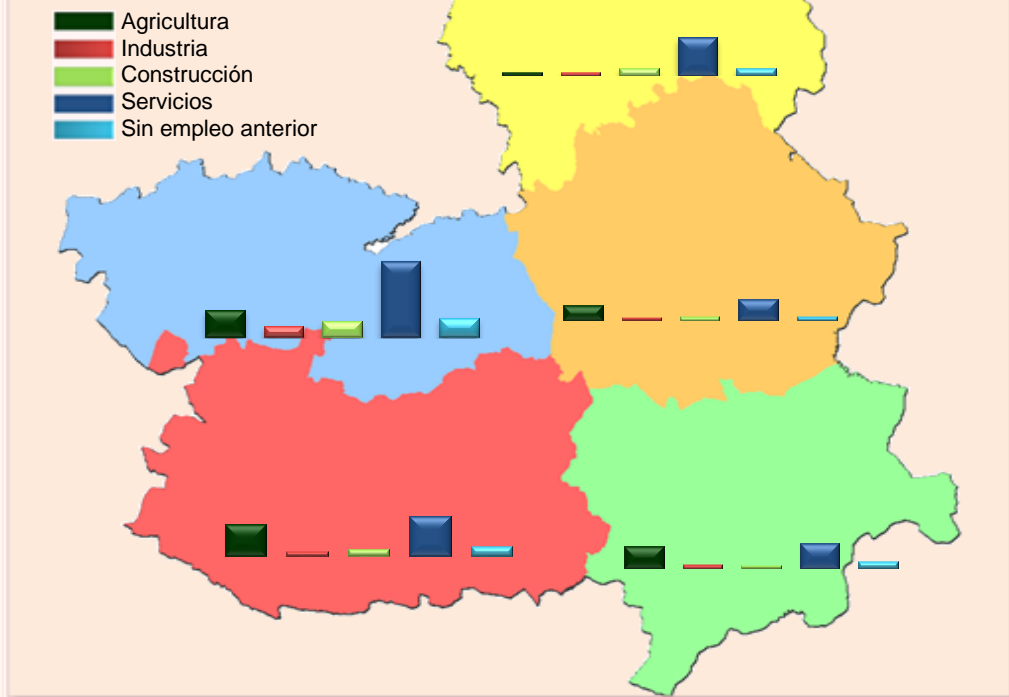 Agricultura
Industria
Construcción
Servicios
Sin empleo anterior